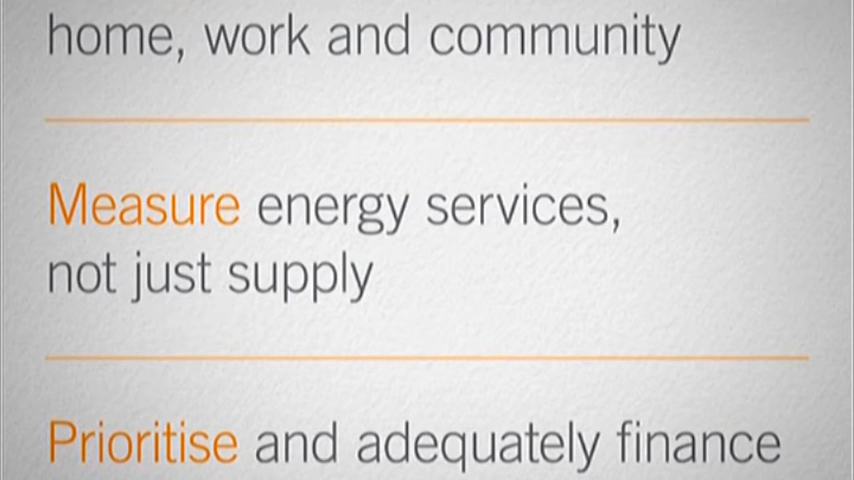 home, work and community
Measure energy services,
not just supply
Prioritise and adequately finance